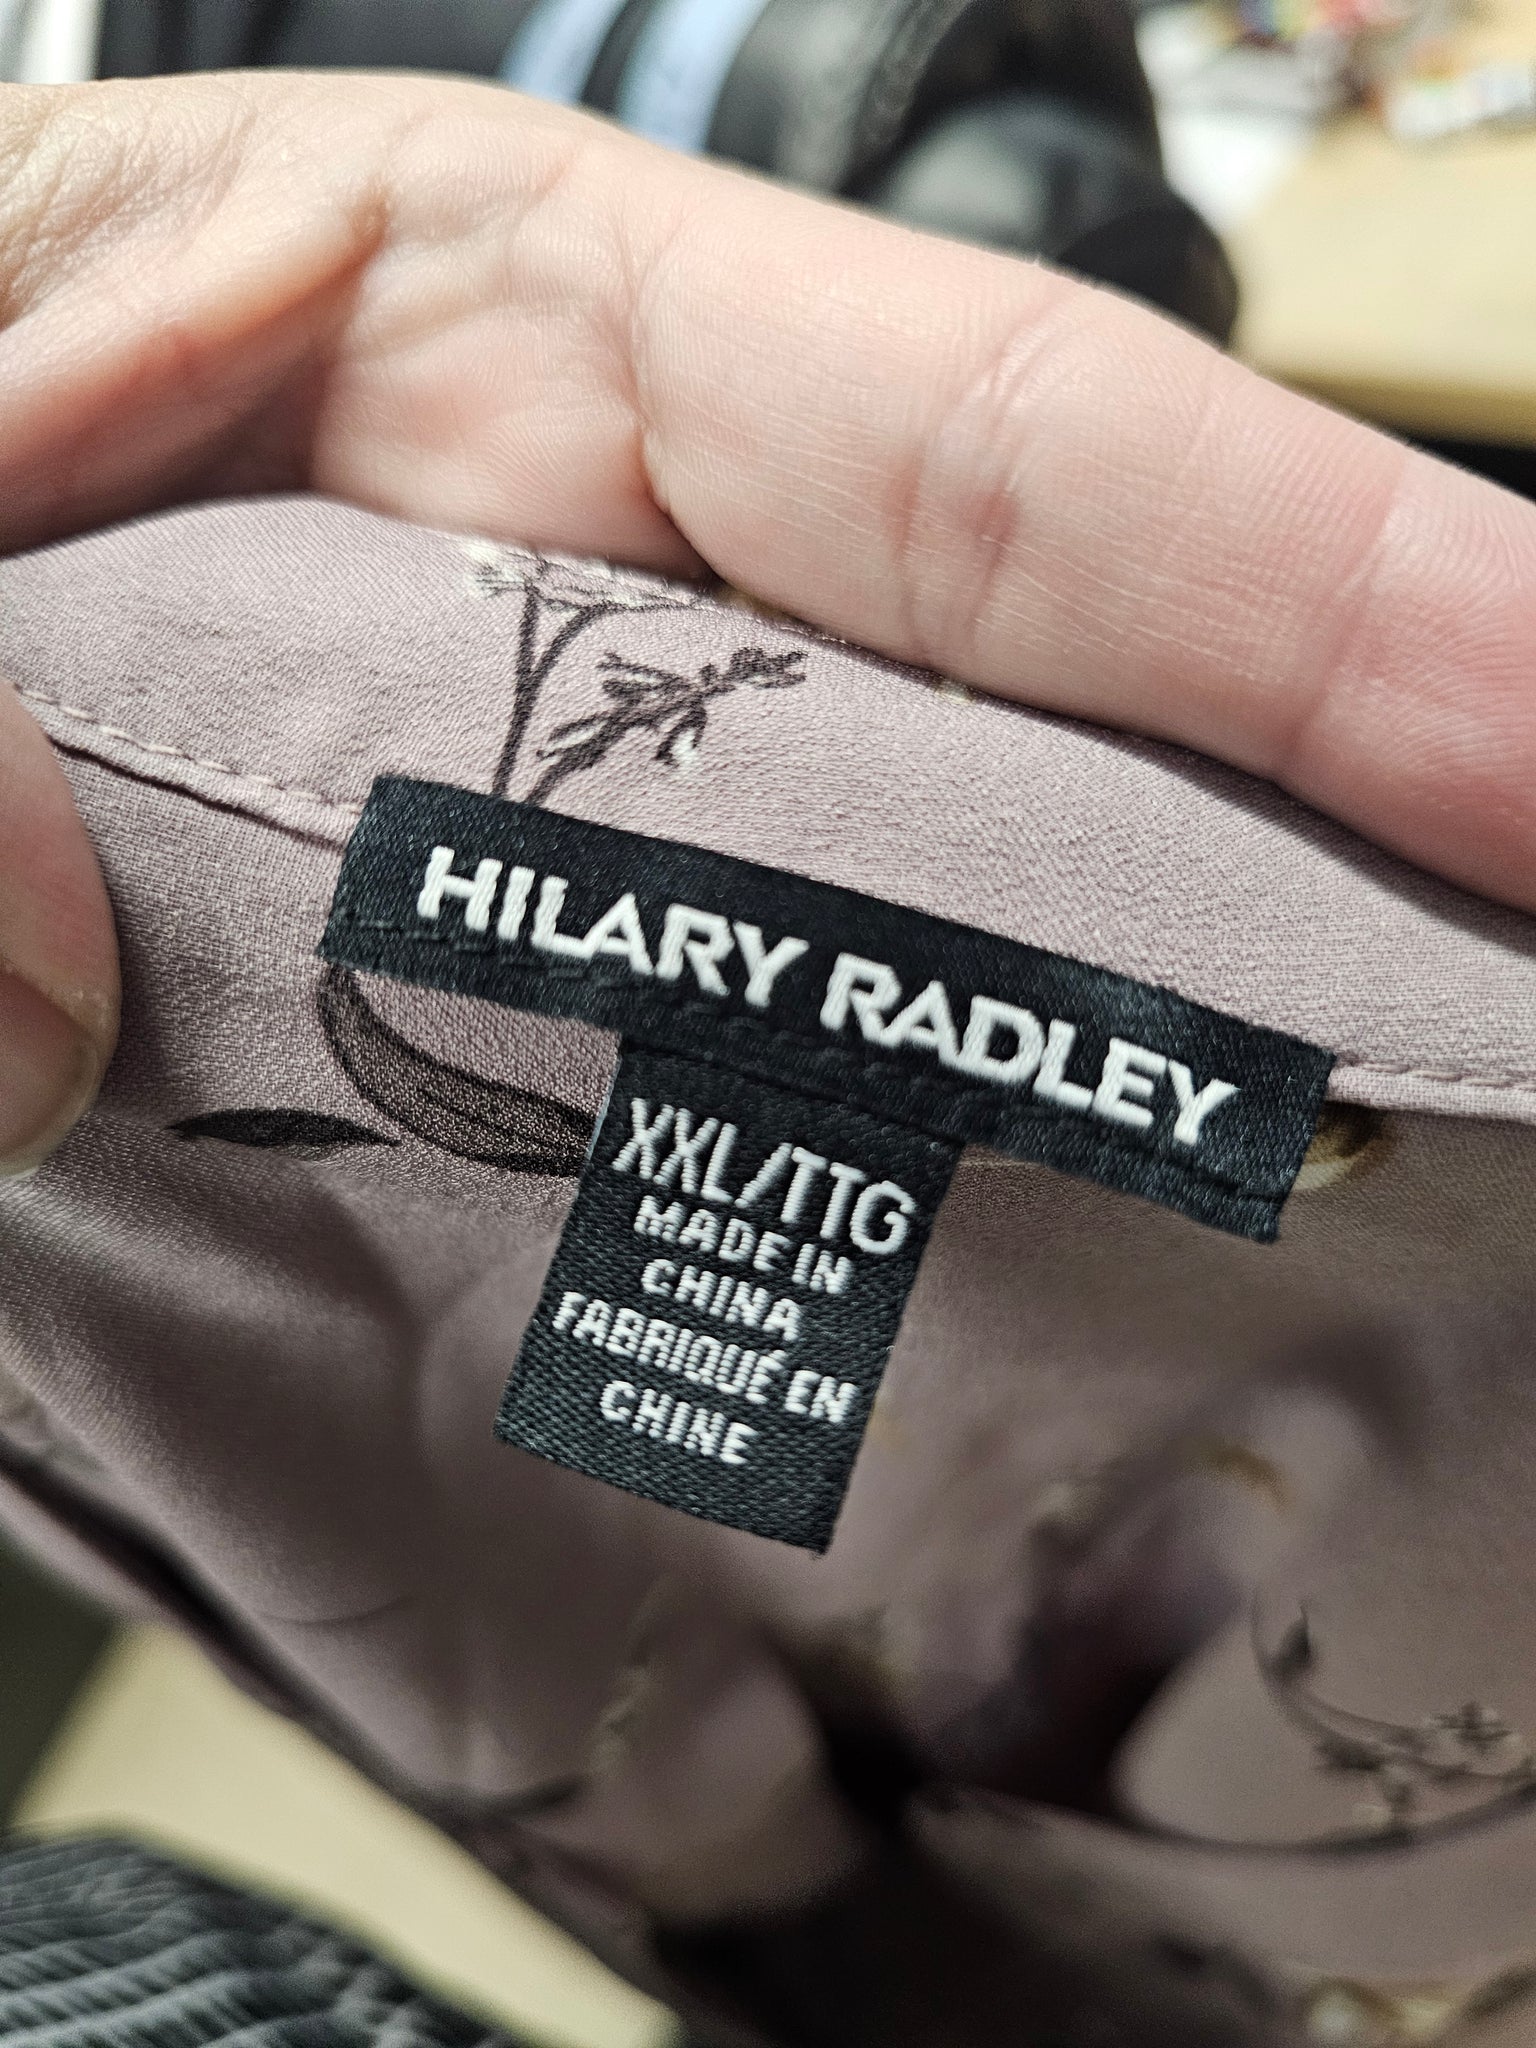 HILARY RADLEY
XXL/TTG
MADE IN
CHINA
FABRIQUÉ EN
CHINE